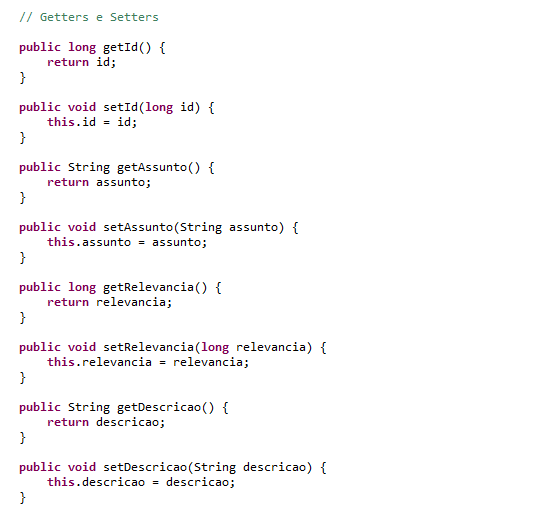 // Getters e Setters
public long getId() {
return id;
}
public void setId(long id) {
this.id = id;
}
public String getAssunto() {
return assunto;
}
public void setAssunto(String assunto) {
this.assunto = assunto;
}
public long getRelevancia() {
return relevancia;
}
public void setRelevancia(long relevancia) {
this.relevancia = relevancia;
}
public String getDescricao() {
return descricao;
}
public void setDescricao(String descricao) {
this.descricao = descricao;
}